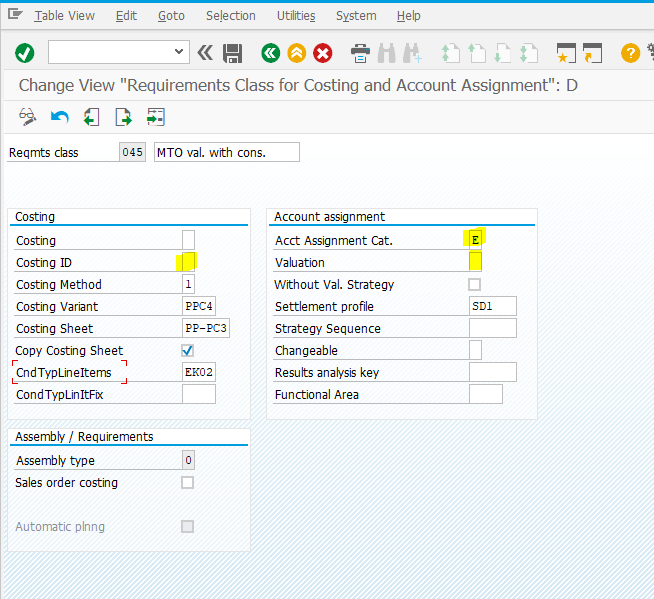 Table View Edit Goto Selection Utilities System Help
Change View "Requirements Class for Costing and Account Assignment": D
Reqmts class 045 MTO val. with cons.
Costing
Costing
Costing ID
Costing Method 1
Costing Variant PPC4
Costing Sheet PP-PC3
Copy Costing Sheet
CndTypLineItems EK02
CondTypLinItFix
Account assignment
Acct Assignment Cat. E
Valuation
Without Val. Strategy
Settlement profile SD1
Strategy Sequence
Changeable
Results analysis key
Functional Area
Assembly / Requirements
Assembly type 0
Sales order costing
Automatic plnng